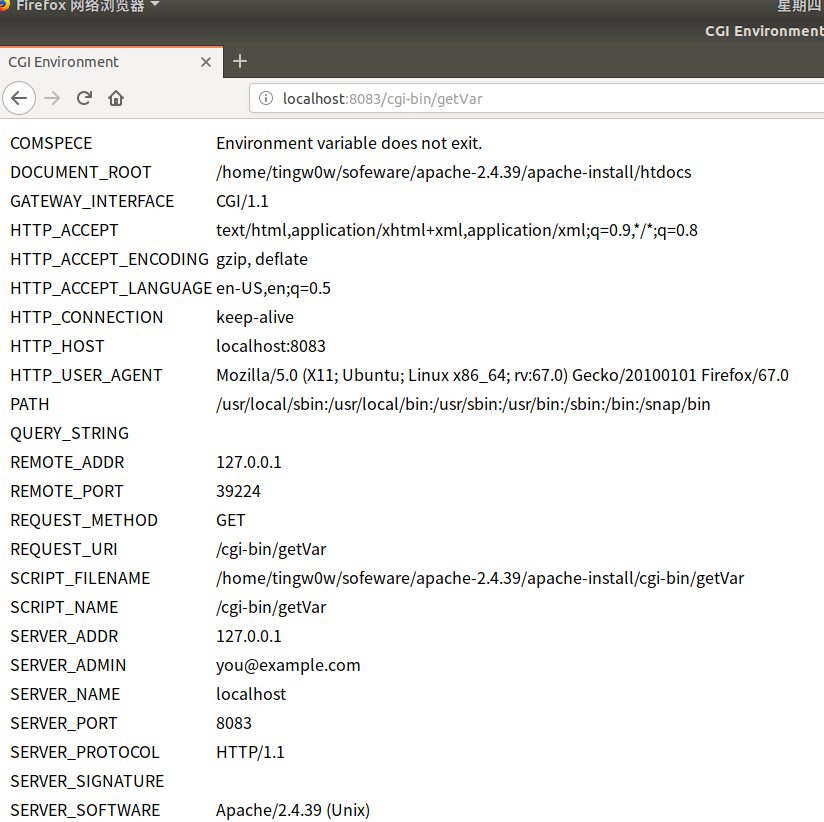 Firefox 网络浏览器
星期四
CGI Environment
CGI Environment
localhost:8083/cgi-bin/getVar
COMSPECE Environment variable does not exit.
DOCUMENT_ROOT /home/tingw0w/sofeware/apache-2.4.39/apache-install/htdocs
GATEWAY_INTERFACE CGI/1.1
HTTP_ACCEPT text/html,application/xhtml+xml,application/xml;q=0.9,*/*;q=0.8
HTTP_ACCEPT_ENCODING gzip, deflate
HTTP_ACCEPT_LANGUAGE en-US,en;q=0.5
HTTP_CONNECTION keep-alive
HTTP_HOST localhost:8083
HTTP_USER_AGENT Mozilla/5.0 (X11; Ubuntu; Linux x86_64; rv:67.0) Gecko/20100101 Firefox/67.0
PATH /usr/local/sbin:/usr/local/bin:/usr/sbin:/usr/bin:/sbin:/bin:/snap/bin
QUERY_STRING
REMOTE_ADDR 127.0.0.1
REMOTE_PORT 39224
REQUEST_METHOD GET
REQUEST_URI /cgi-bin/getVar
SCRIPT_FILENAME /home/tingw0w/sofeware/apache-2.4.39/apache-install/cgi-bin/getVar
SCRIPT_NAME /cgi-bin/getVar
SERVER_ADDR 127.0.0.1
SERVER_ADMIN you@example.com
SERVER_NAME localhost
SERVER_PORT 8083
SERVER_PROTOCOL HTTP/1.1
SERVER_SIGNATURE
SERVER_SOFTWARE Apache/2.4.39 (Unix)